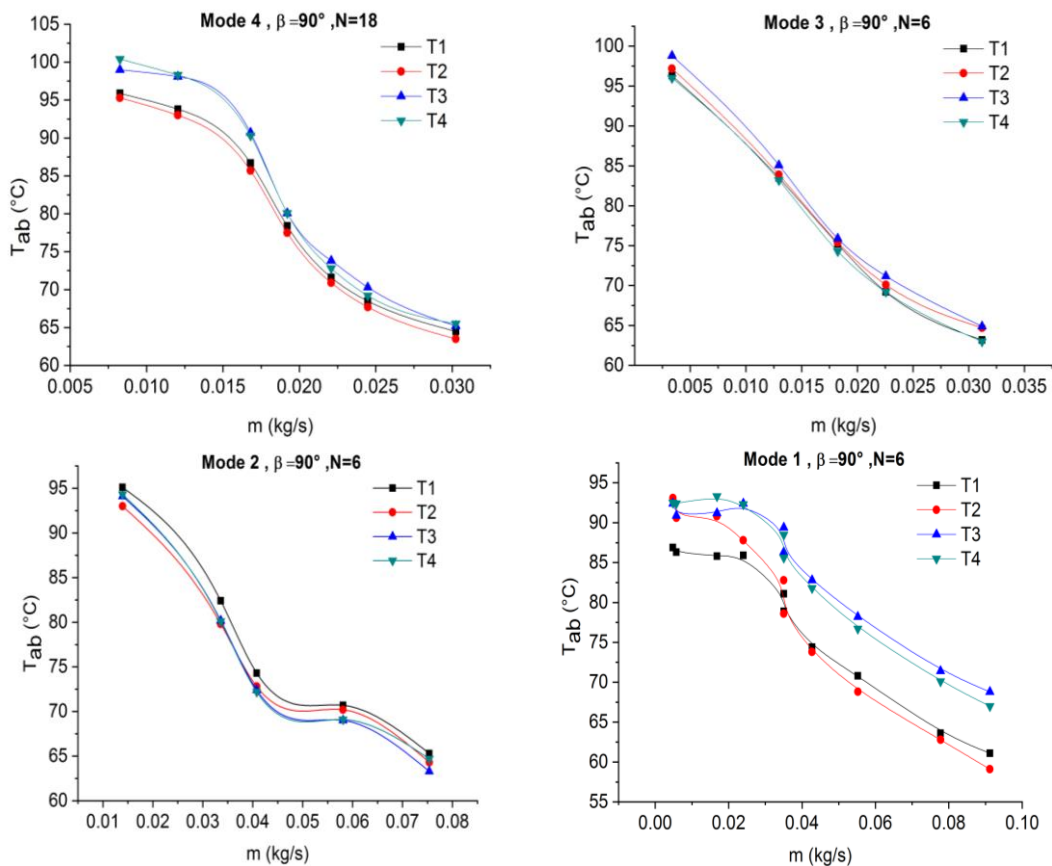 Mode 4 , β=90° ,N=18
105
100
95
90
85
80
75
70
65
60
Tab (°C)
T1
T2
T3
T4
0.005 0.010 0.015 0.020 0.025 0.030
m (kg/s)
Mode 3 , β=90° ,N=6
100
95
90
85
80
75
70
65
60
Tab (°C)
T1
T2
T3
T4
0.005 0.010 0.015 0.020 0.025 0.030 0.035
m (kg/s)
Mode 2 , β=90° ,N=6
95
90
85
80
75
70
65
60
Tab (°C)
T1
T2
T3
T4
0.01 0.02 0.03 0.04 0.05 0.06 0.07 0.08
m (kg/s)
Mode 1 , β=90° ,N=6
95
90
85
80
75
70
65
60
55
Tab (°C)
T1
T2
T3
T4
0.00 0.02 0.04 0.06 0.08 0.10
m (kg/s)